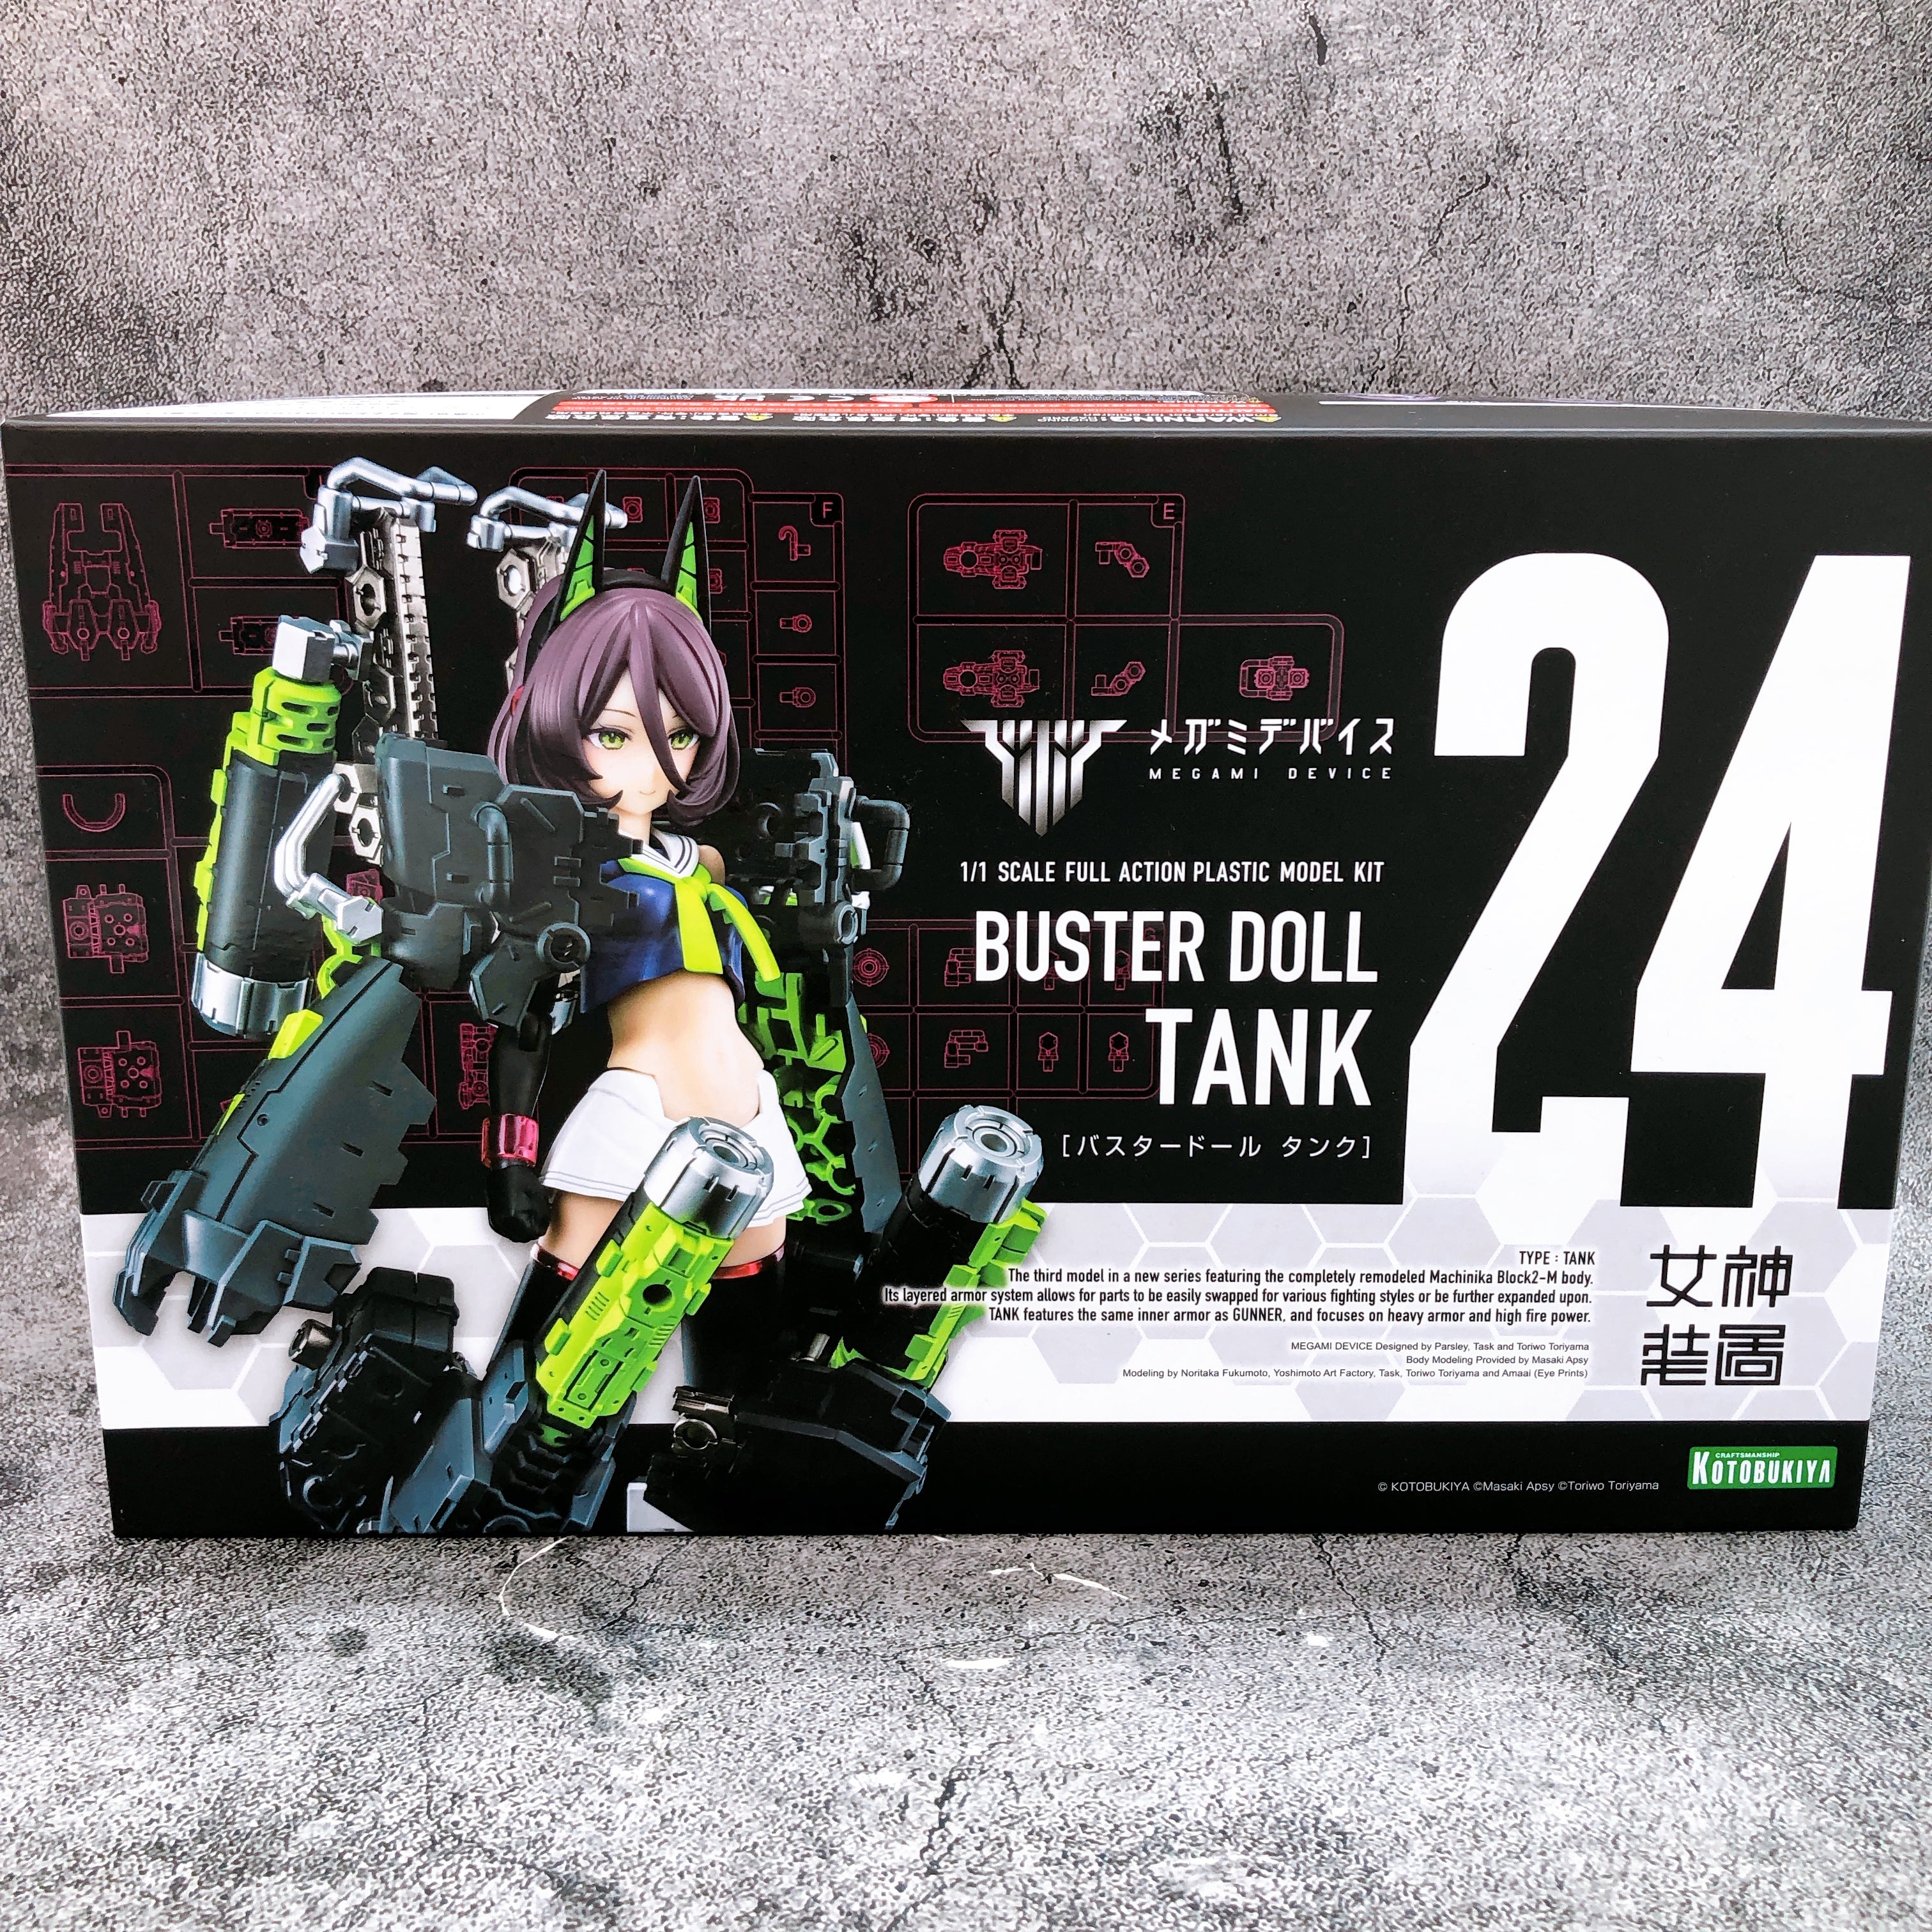 WARNING
F
E
メガミデバイス
MEGAMI DEVICE
24
1/1 SCALE FULL ACTION PLASTIC MODEL KIT
BUSTER DOLL
TANK
[バスタードール タンク]
TYPE : TANK
The third model in a new series featuring the completely remodeled Machinika Block2-M body.
Its layered armor system allows for parts to be easily swapped for various fighting styles or be further expanded upon.
TANK features the same inner armor as GUNNER, and focuses on heavy armor and high fire power.
MEGAMI DEVICE Designed by Parsley, Task and Toriwo Toriyama
Body Modeling Provided by Masaki Apsy
Modeling by Noritaka Fukumoto, Yoshimoto Art Factory, Task, Toriwo Toriyama and Amaai (Eye Prints)
女神
装置
© KOTOBUKIYA ©Masaki Apsy ©Toriwo Toriyama
CRAFTSMANSHIP
KOTOBUKIYA